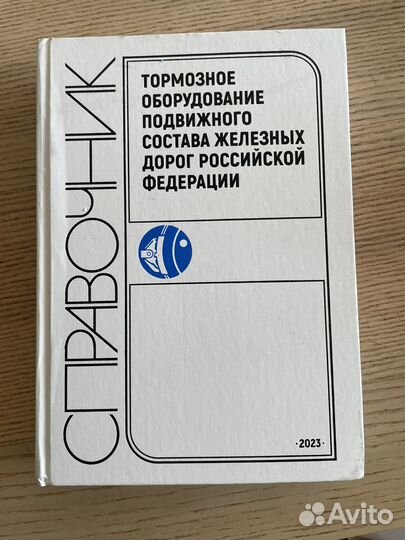 СПРАВОЧНИК
ТОРМОЗНОЕ
ОБОРУДОВАНИЕ
ПОДВИЖНОГО
СОСТАВА ЖЕЛЕЗНЫХ
ДОРОГ РОССИЙСКОЙ
ФЕДЕРАЦИИ
·2023·
Avito